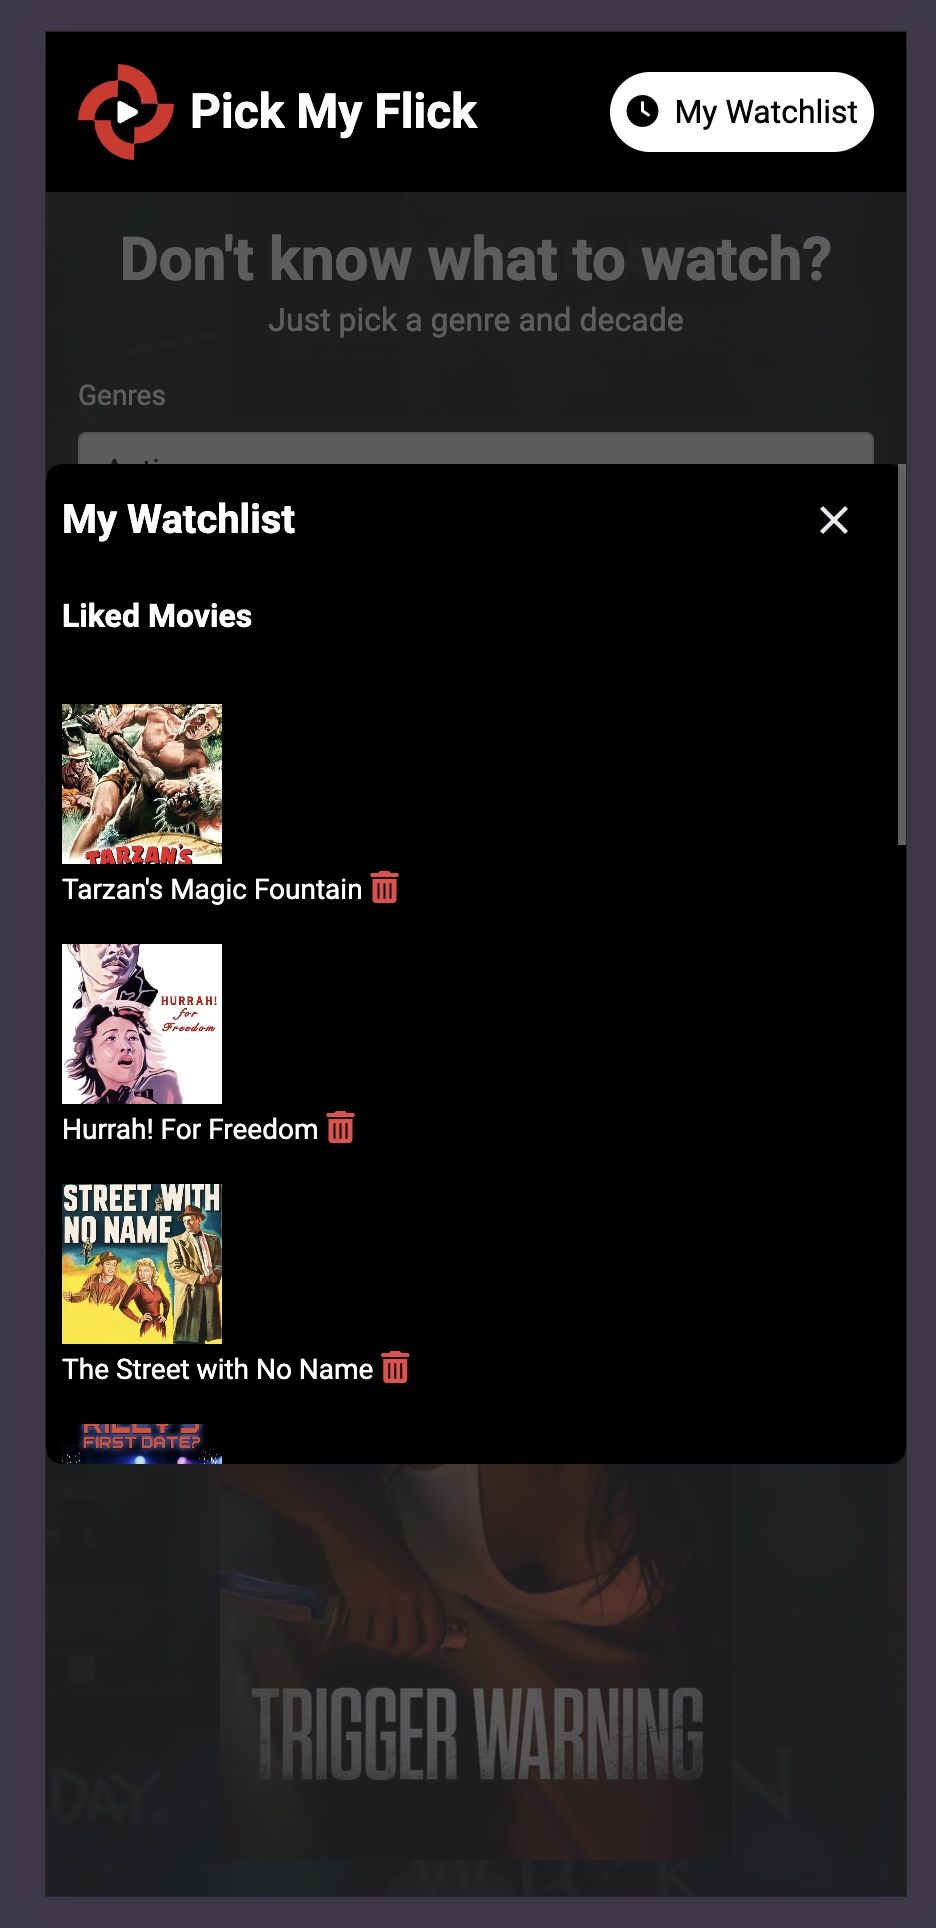 Pick My Flick
My Watchlist
Don't know what to watch?
Just pick a genre and decade
Genres
My Watchlist
Liked Movies
TARZAN'S
Tarzan's Magic Fountain
HURRAH!
for
Freedom
Hurrah! For Freedom
STREET WITH
NO NAME
The Street with No Name
FIRST DATE?
TRIGGER WARNING
DAY.